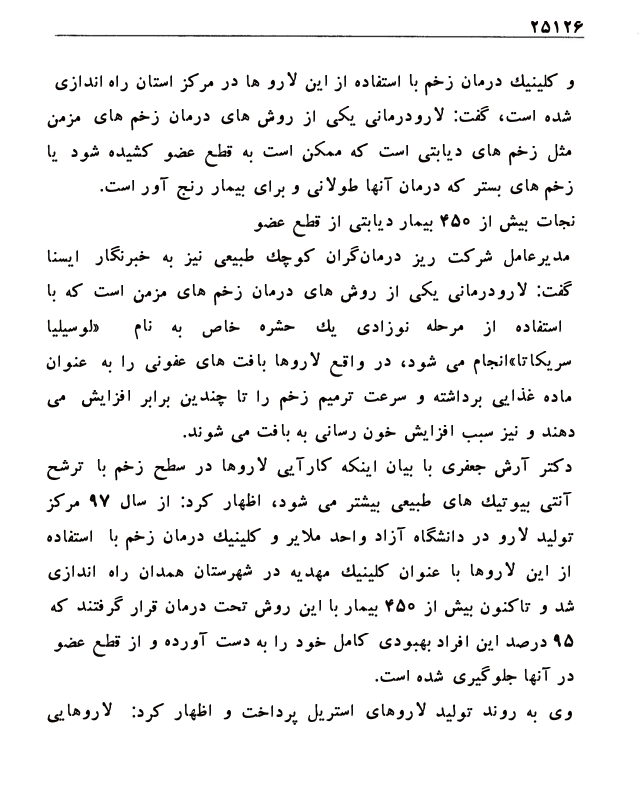 ۲۵۱۲۶
و کلینیك درمان زخم با استفاده از این لارو ها در مرکز استان راه اندازی
شده است، گفت: لارودرمانی یکی از روش های درمان زخم های مزمن
مثل زخم های دیابتی است که ممکن است به قطع عضو کشیده شود یا
زخم های بستر که درمان آنها طولانی و برای بیمار رنج آور است.
نجات بیش از ۴۵۰ بیمار دیابتی از قطع عضو
مدیرعامل شرکت ریز درمان‌گران کوچك طبیعی نیز به خبرنگار ایسنا
گفت: لارودرمانی یکی از روش های درمان زخم های مزمن است که با
استفاده از مرحله نوزادی یك حشره خاص به نام «لوسیلیا
سریکاتا»انجام می شود، در واقع لاروها بافت های عفونی را به عنوان
ماده غذایی برداشته و سرعت ترمیم زخم را تا چندین برابر افزایش می
دهند و نیز سبب افزایش خون رسانی به بافت می شوند.
دکتر آرش جعفری با بیان اینکه کارآیی لاروها در سطح زخم با ترشح
آنتی بیوتیك های طبیعی بیشتر می شود، اظهار کرد: از سال ۹۷ مرکز
تولید لارو در دانشگاه آزاد واحد ملایر و کلینیك درمان زخم با استفاده
از این لاروها با عنوان کلینیك مهدیه در شهرستان همدان راه اندازی
شد و تاکنون بیش از ۴۵۰ بیمار با این روش تحت درمان قرار گرفتند که
۹۵ درصد این افراد بهبودی کامل خود را به دست آورده و از قطع عضو
در آنها جلوگیری شده است.
وی به روند تولید لاروهای استریل پرداخت و اظهار کرد: لاروهایی